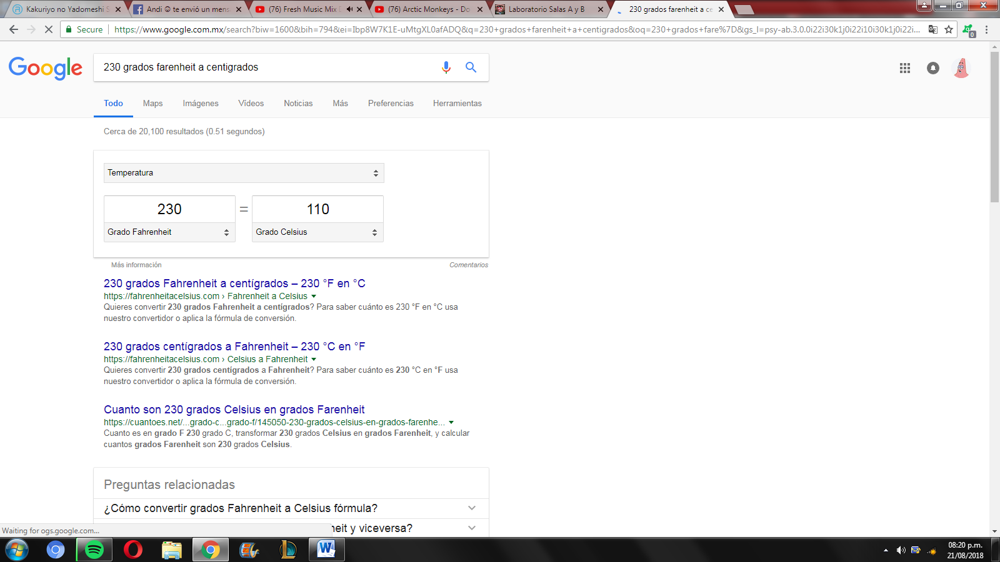 Kakuriyo no Yadomeshi S
Andi ☺ te envió un mens
(76) Fresh Music Mix
(76) Arctic Monkeys - Do
Laboratorio Salas A y B
230 grados farenheit a ce
Secure
https://www.google.com.mx/search?biw=1600&bih=794&ei=Ibp8W7K1E-uMtgXL0afADQ&q=230+grados+farenheit+a+centigrados&oq=230+grados+fare%7D&gs_l=psy-ab.3.0.0i22i30k1j0i22i10i30k1j0i22i...
0
Google
230 grados farenheit a centigrados
Todo Maps Imágenes Vídeos Noticias Más Preferencias Herramientas
Cerca de 20,100 resultados (0.51 segundos)
Temperatura
230 = 110
Grado Fahrenheit Grado Celsius
Más información Comentarios
230 grados Fahrenheit a centígrados – 230 °F en °C
https://fahrenheitacelsius.com › Fahrenheit a Celsius
Quieres convertir 230 grados Fahrenheit a centígrados? Para saber cuánto es 230 °F en °C usa
nuestro convertidor o aplica la fórmula de conversión.
230 grados centígrados a Fahrenheit – 230 °C en °F
https://fahrenheitacelsius.com › Celsius a Fahrenheit
Quieres convertir 230 grados centígrados a Fahrenheit? Para saber cuánto es 230 °C en °F usa
nuestro convertidor o aplica la fórmula de conversión.
Cuanto son 230 grados Celsius en grados Farenheit
https://cuantoes.net/...grado-c...grado-f/145050-230-grados-celsius-en-grados-farenhe...
Cuanto es en grado F 230 grado C, transformar 230 grados Celsius en grados Farenheit, y calcular
cuantos grados Farenheit son 230 grados Celsius.
Preguntas relacionadas
¿Cómo convertir grados Fahrenheit a Celsius fórmula?
heit y viceversa?
Waiting for ogs.google.com...
08:20 p.m.
21/08/2018